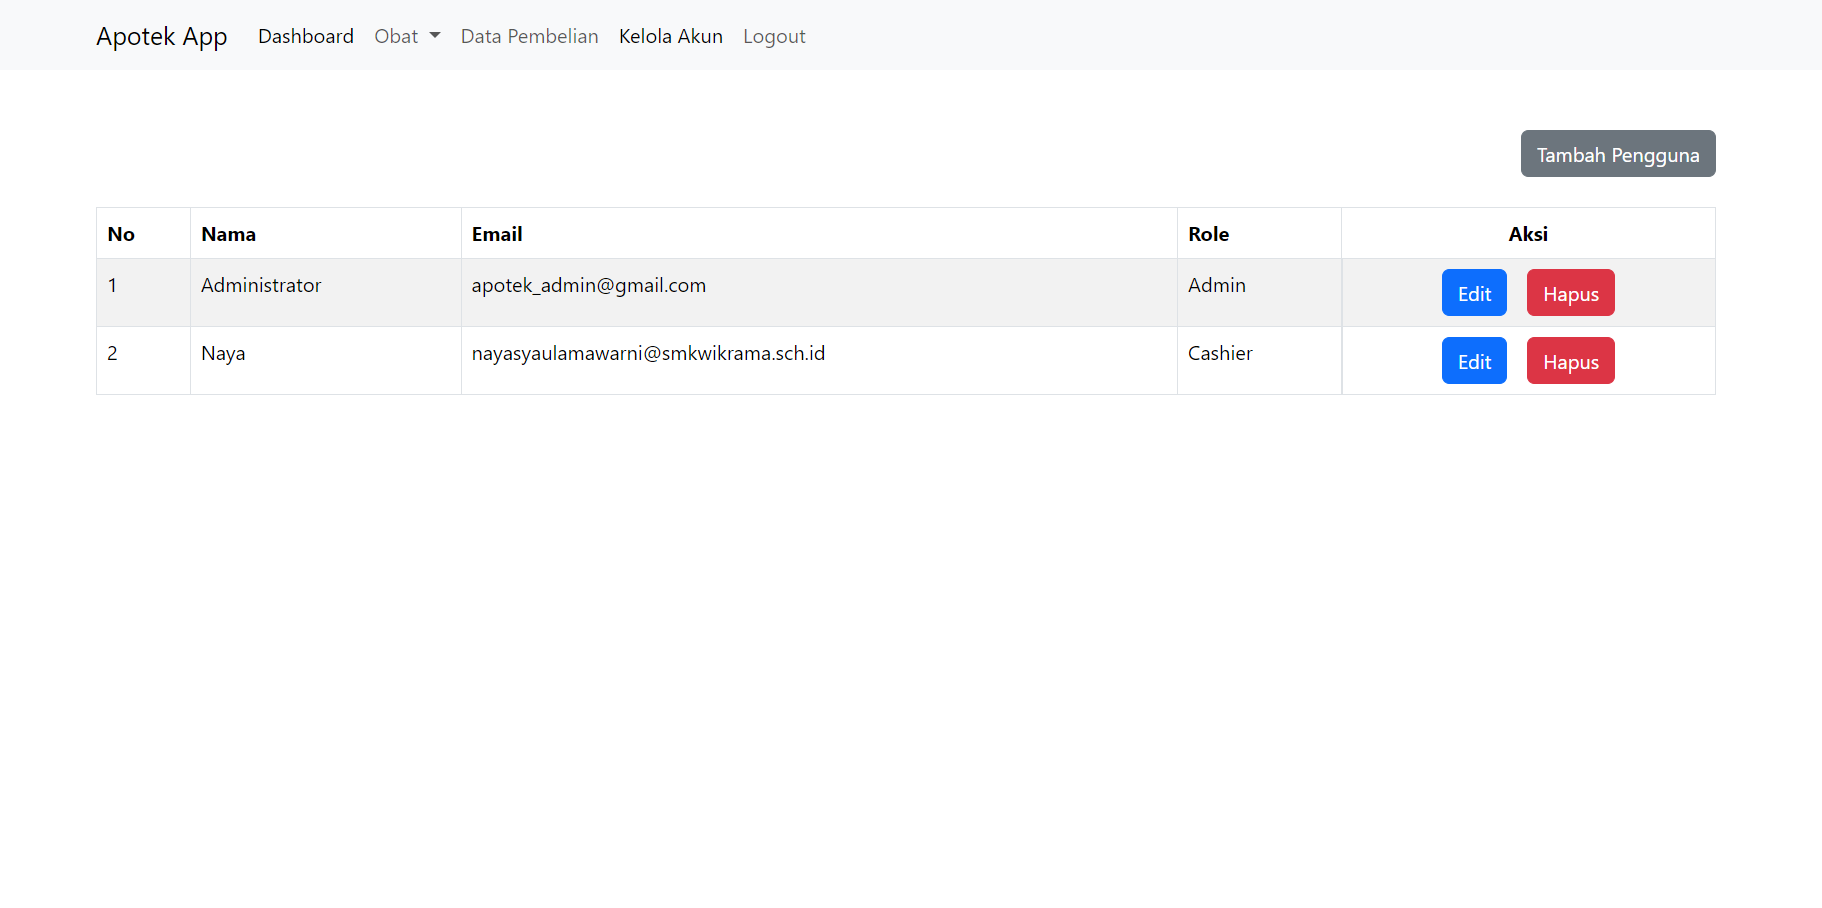 Apotek App Dashboard Obat Data Pembelian Kelola Akun Logout
Tambah Pengguna
No Nama Email Role Aksi
1 Administrator apotek_admin@gmail.com Admin Edit Hapus
2 Naya nayasyaulamawarni@smkwikrama.sch.id Cashier Edit Hapus